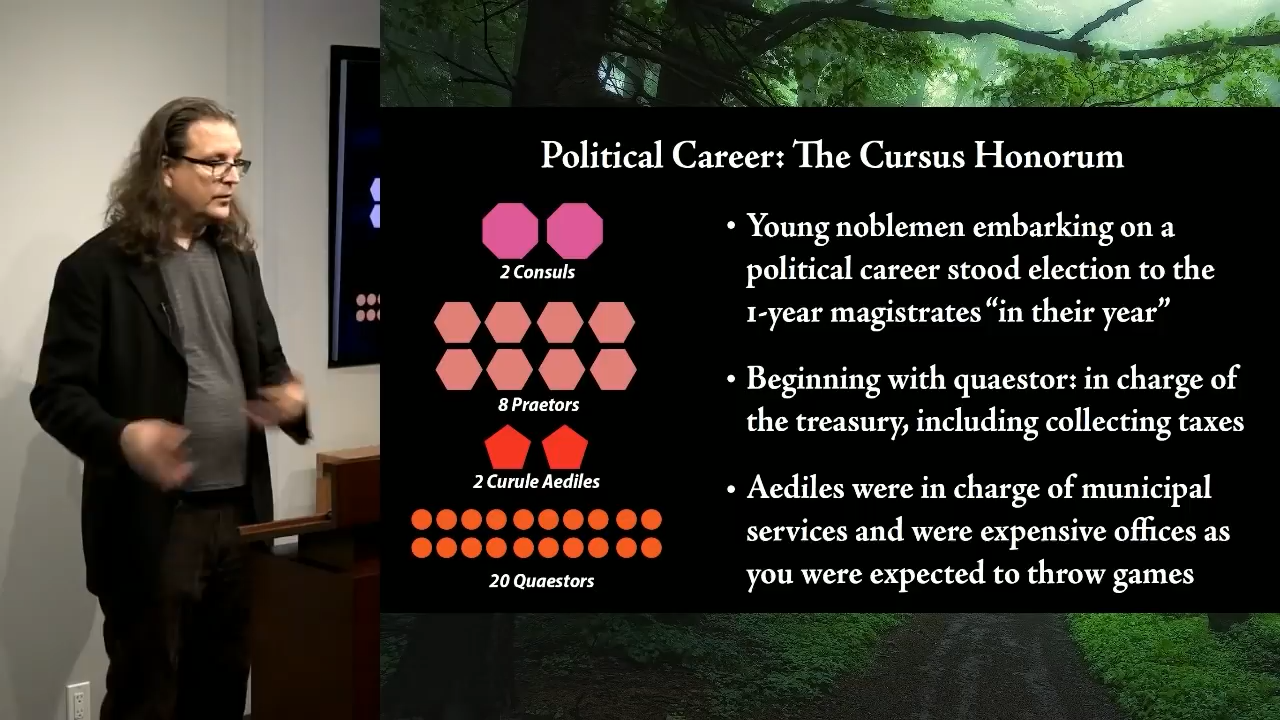 Political Career: The Cursus Honorum
2 Consuls
8 Praetors
2 Curule Aediles
20 Quaestors
• Young noblemen embarking on a
political career stood election to the
1-year magistrates “in their year”
• Beginning with quaestor: in charge of
the treasury, including collecting taxes
• Aediles were in charge of municipal
services and were expensive offices as
you were expected to throw games